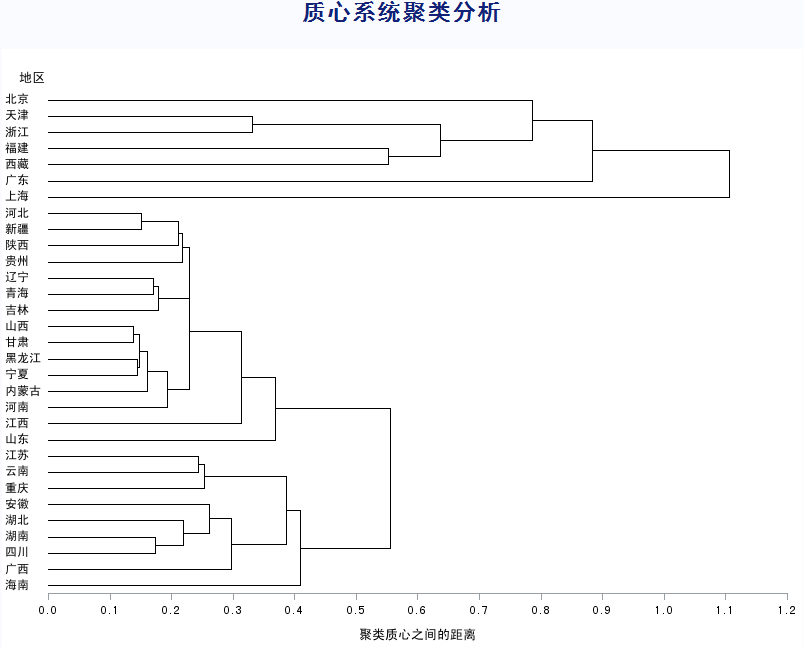 质心系统聚类分析
地区
北京
天津
浙江
福建
西藏
广东
上海
河北
新疆
陕西
贵州
辽宁
青海
吉林
山西
甘肃
黑龙江
宁夏
内蒙古
河南
江西
山东
江苏
云南
重庆
安徽
湖北
湖南
四川
广西
海南
0.0 0.1 0.2 0.3 0.4 0.5 0.6 0.7 0.8 0.9 1.0 1.1 1.2
聚类质心之间的距离